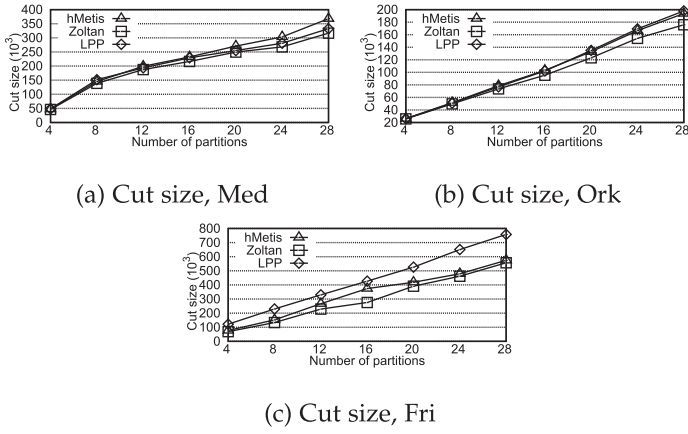 400
350
300
250
200
150
100
50
0
Cut size (10³)
hMetis
Zoltan
LPP
4 8 12 16 20 24 28
Number of partitions
(a) Cut size, Med
200
180
160
140
120
100
80
60
40
20
Cut size (10³)
hMetis
Zoltan
LPP
4 8 12 16 20 24 28
Number of partitions
(b) Cut size, Ork
800
700
600
500
400
300
200
100
0
Cut size (10³)
hMetis
Zoltan
LPP
4 8 12 16 20 24 28
Number of partitions
(c) Cut size, Fri